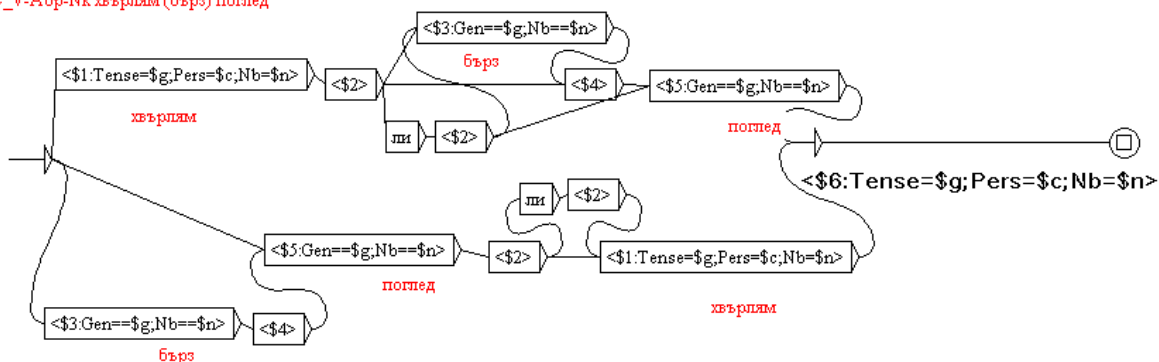 _V-Abp-Nk хвърлям (бърз) поглед
<$3:Gen==$g;Nb==$n>
бърз
<$1:Tense=$g;Pers=$c;Nb=$n>
<$2>
<$4>
<$5:Gen==$g;Nb==$n>
хвърлям
ли
<$2>
поглед
<$6:Tense=$g;Pers=$c;Nb=$n>
ли
<$2>
<$5:Gen==$g;Nb==$n>
<$2>
<$1:Tense=$g;Pers=$c;Nb=$n>
поглед
хвърлям
<$3:Gen==$g;Nb==$n>
<$4>
бърз